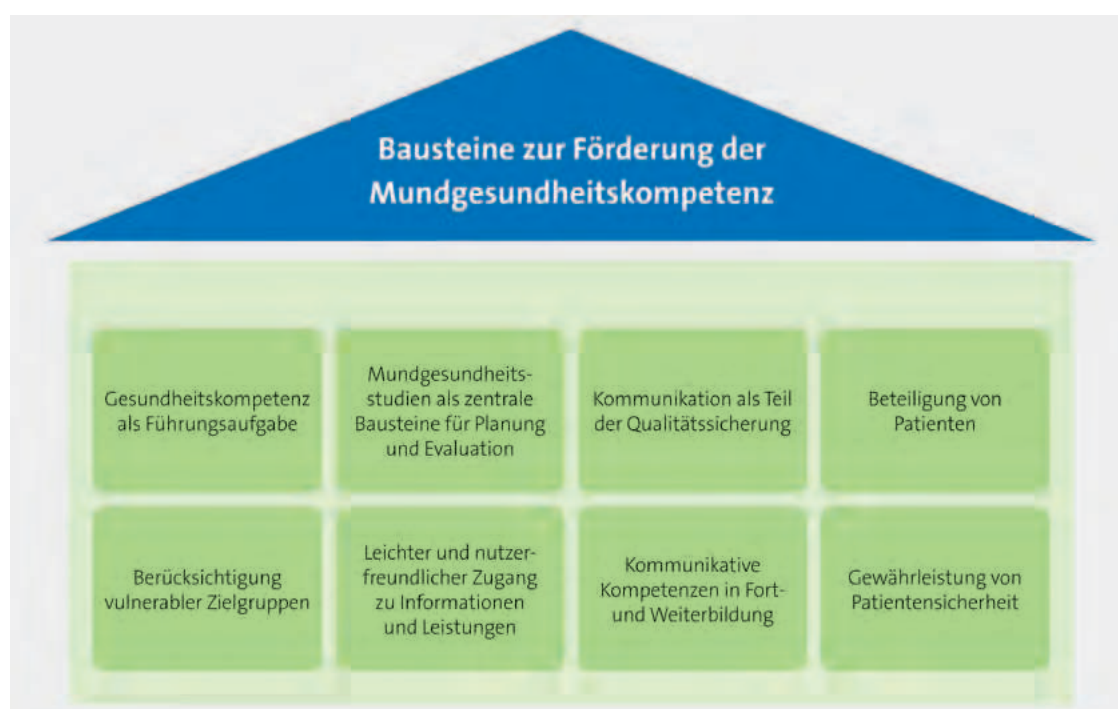 Bausteine zur Förderung der
Mundgesundheitskompetenz
Gesundheitskompetenz
als Führungsaufgabe
Mundgesundheits-
studien als zentrale
Bausteine für Planung
und Evaluation
Kommunikation als Teil
der Qualitätssicherung
Beteiligung von
Patienten
Berücksichtigung
vulnerabler Zielgruppen
Leichter und nutzer-
freundlicher Zugang
zu Informationen
und Leistungen
Kommunikative
Kompetenzen in Fort-
und Weiterbildung
Gewährleistung von
Patientensicherheit